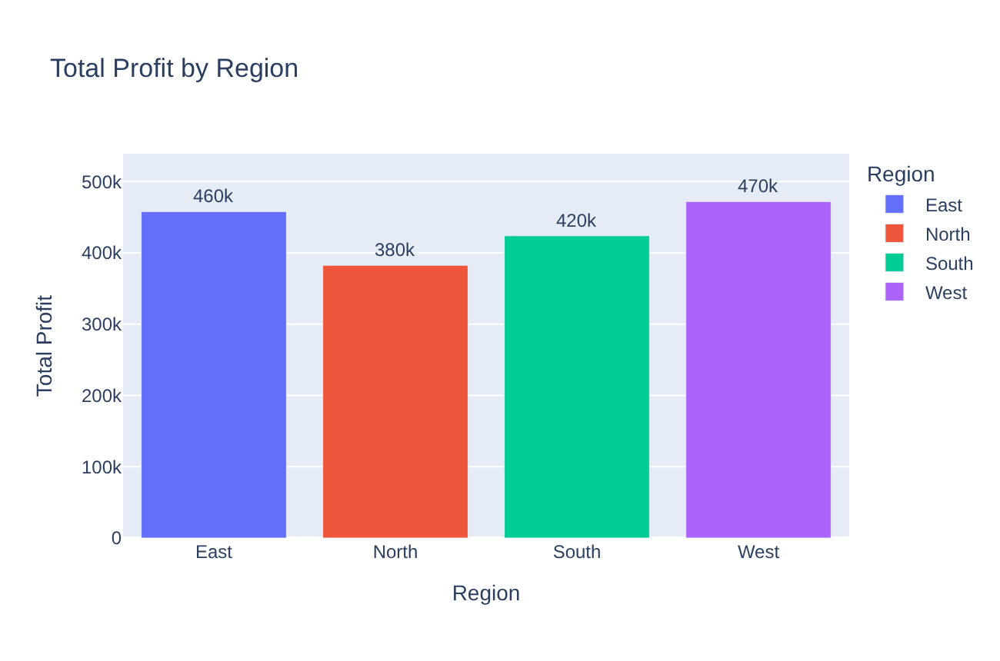 Total Profit by Region
500k
400k
300k
200k
100k
0
Total Profit
460k
380k
420k
470k
East
North
South
West
Region
Region
East
North
South
West